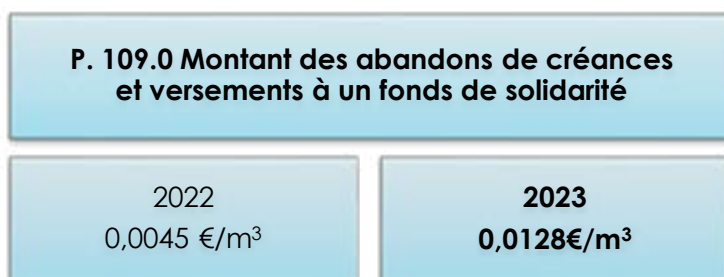 P. 109.0 Montant des abandons de créances
et versements à un fonds de solidarité
2022
0,0045 €/m³
2023
0,0128€/m³